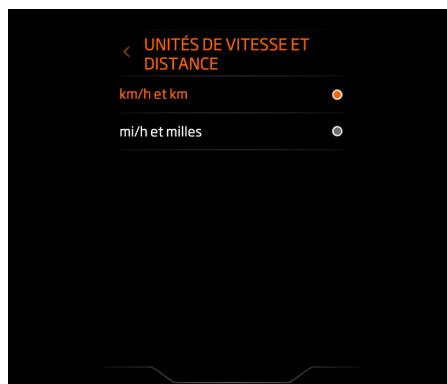 UNITÉS DE VITESSE ET
DISTANCE
km/h et km
mi/h et milles